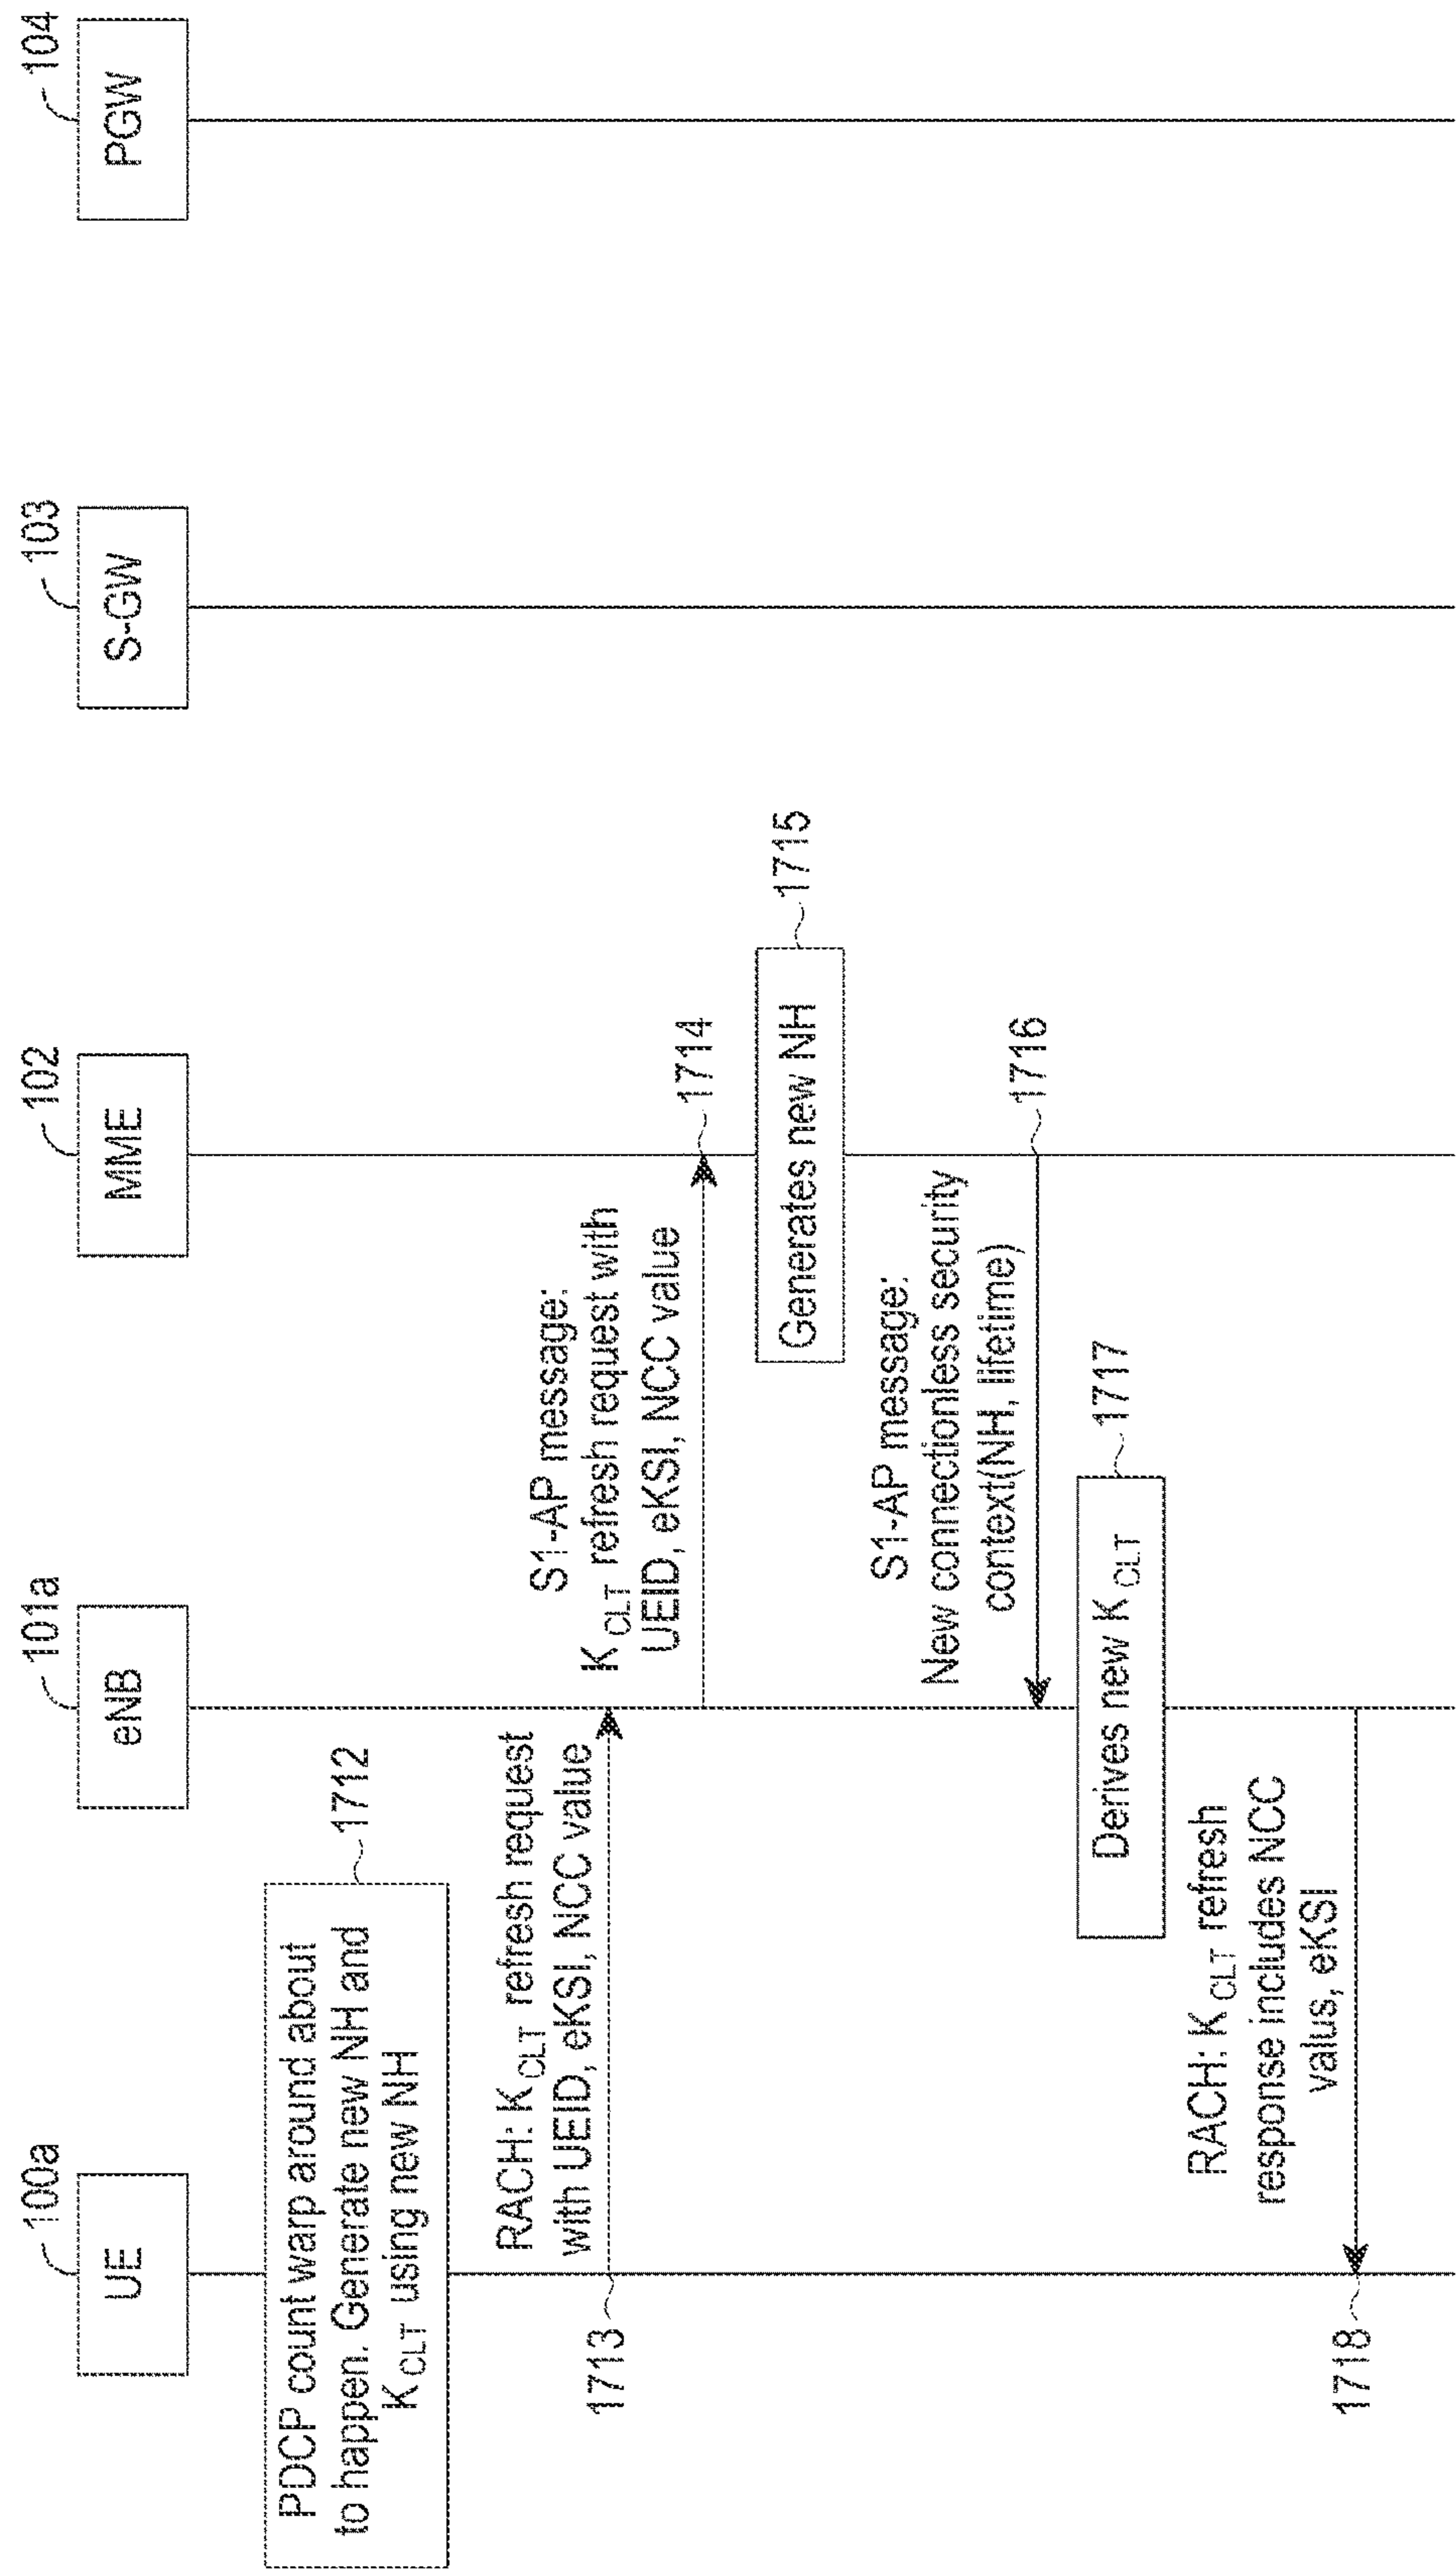 100a
UE
101a
eNB
102
MME
103
S-GW
104
PGW
PDCP count warp around about
to happen. Generate new NH and
K CLT using new NH
1712
RACH: K CLT refresh request
with UEID, eKSI, NCC value
1713
S1-AP message:
K CLT refresh request with
UEID, eKSI, NCC value
1714
Generates new NH
1715
S1-AP message:
New connectionless security
context(NH, lifetime)
1716
Derives new K CLT
1717
RACH: K CLT refresh
response includes NCC
valus, eKSI
1718